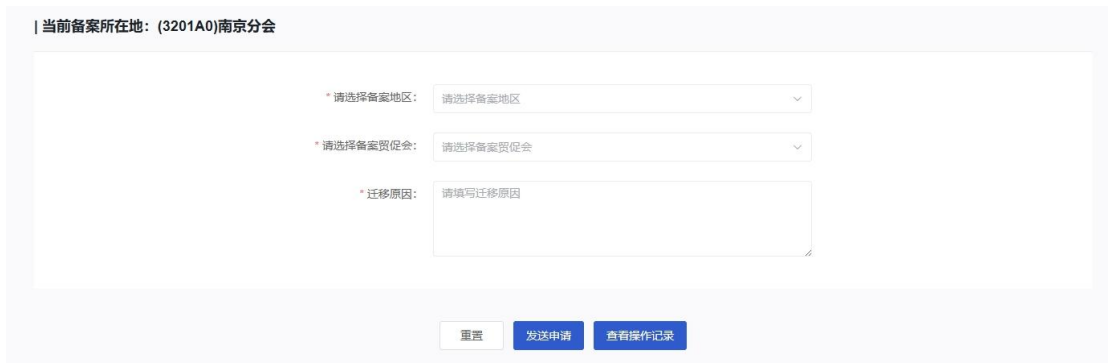 | 当前备案所在地：(3201A0)南京分会
* 请选择备案地区： 请选择备案地区
* 请选择备案贸促会： 请选择备案贸促会
* 迁移原因： 请填写迁移原因
重置 发送申请 查看操作记录